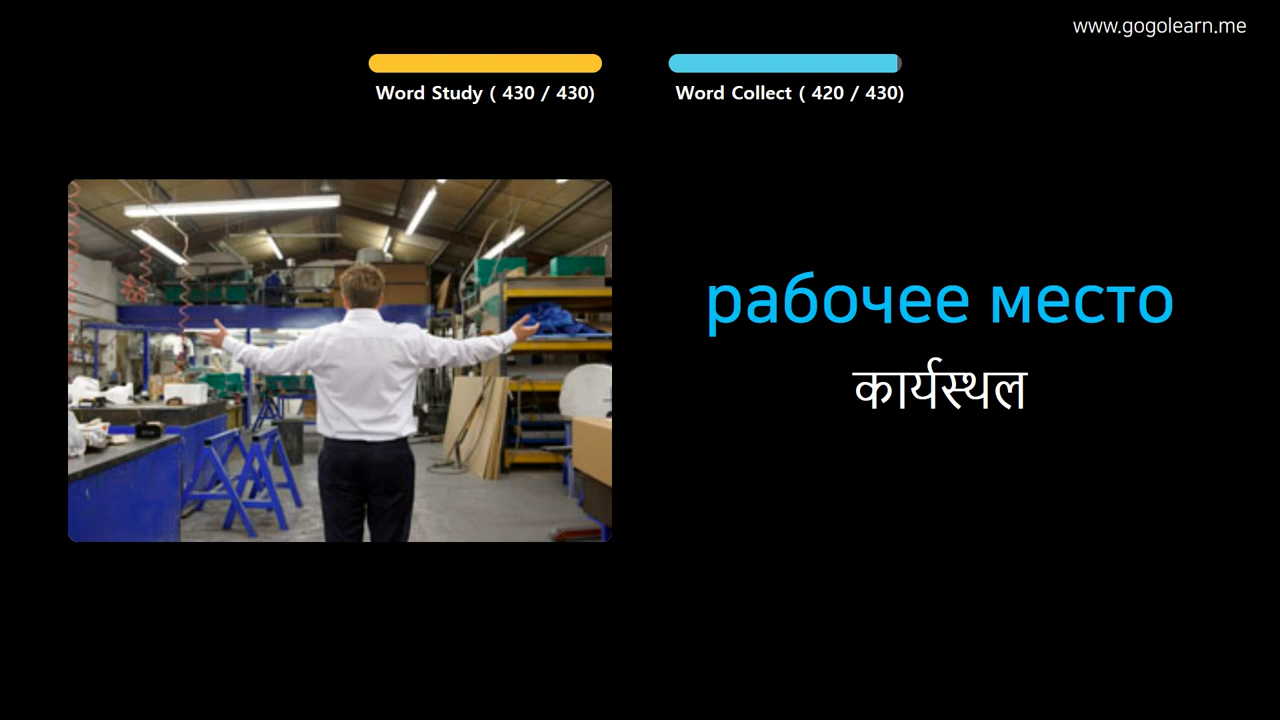 www.gogolearn.me
Word Study ( 430 / 430)
Word Collect ( 420 / 430)
рабочее место
कार्यस्थल